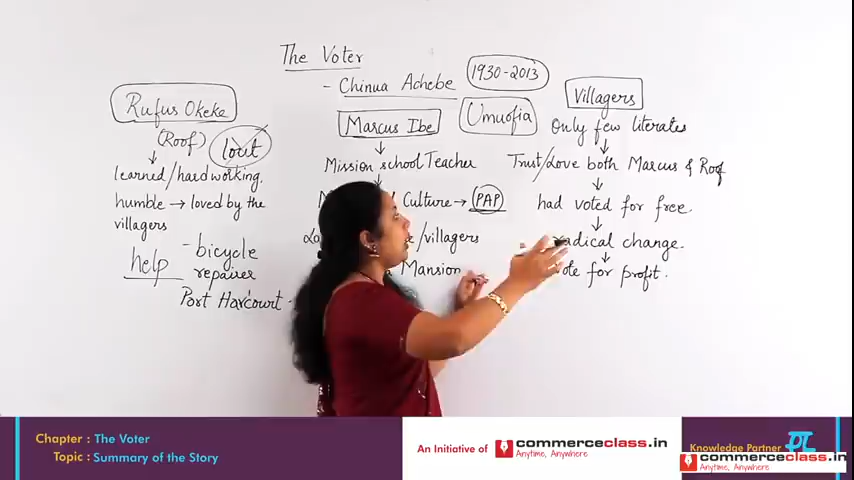 The Voter
- Chinua Achebe
1930-2013
Umuofia
Rufus Okeke
(Roof)
lout
learned/hardworking.
humble → loved by the
villagers
help
- bicycle
repairer
Port Harcourt -
Marcus Ibe
Mission school Teacher
Culture → PAP
/villagers
Mansion
Villagers
Only few literates
Trust/Love both Marcus & Roof
had voted for free.
radical change.
vote for profit.
Chapter : The Voter
Topic : Summary of the Story
An Initiative of
commerceclass.in
Anytime, Anywhere
Knowledge Partner
commerceclass.in
Anytime, Anywhere